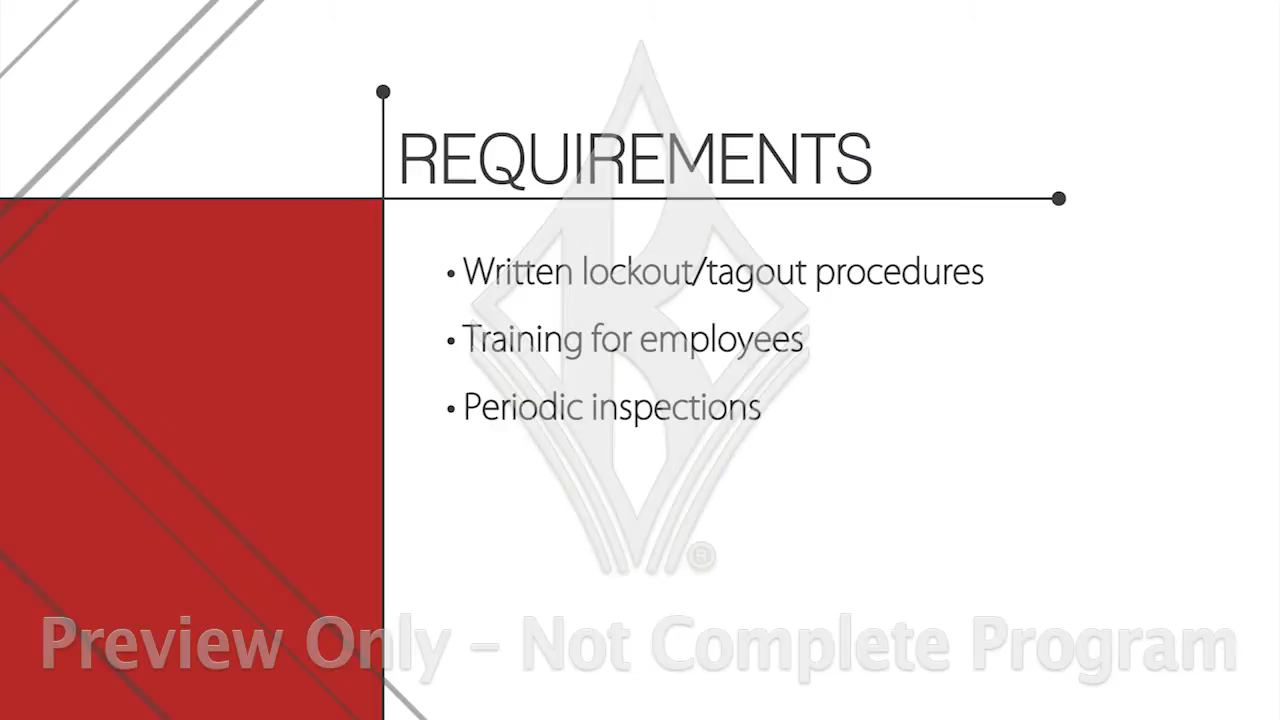 REQUIREMENTS
• Written lockout/tagout procedures
• Training for employees
• Periodic inspections
Preview Only – Not Complete Program